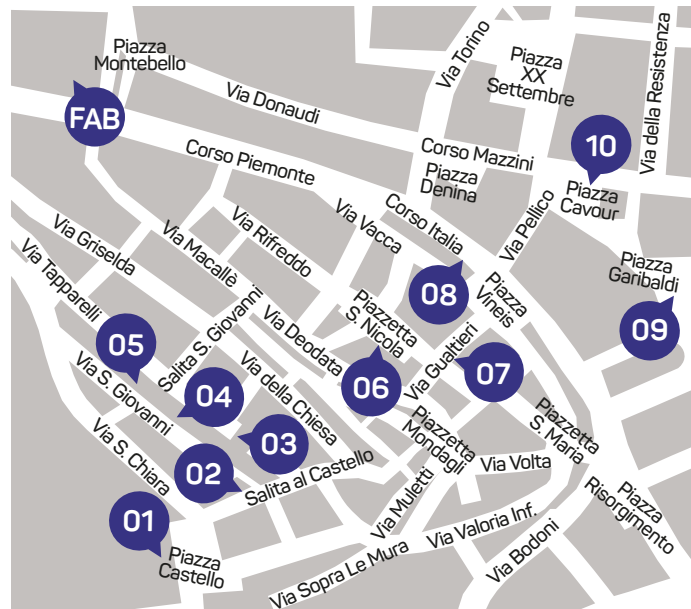 Piazza
Montebello
Via Torino
Piazza
XX
Settembre
Via della Resistenza
FAB
Via Donaudi
10
Corso Piemonte
Corso Mazzini
Piazza
Denina
Piazza
Cavour
Via Pellico
Corso Italia
Via Vacca
Via Rifreddo
Via Macallè
Via Griselda
Via Tapparelli
Piazza
Garibaldi
09
08
Piazza
Vineis
Piazzetta
S. Nicola
Via Gualtieri
07
06
Via Deodata
Salita S. Giovanni
05
04
Via S. Giovanni
Via della Chiesa
03
02
Via S. Chiara
Salita al Castello
Piazzetta
Mondagli
Piazzetta
S. Maria
Via Volta
Via Muletti
Piazza
Risorgimento
01
Piazza
Castello
Via Valoria Inf.
Via Bodoni
Via Sopra Le Mura